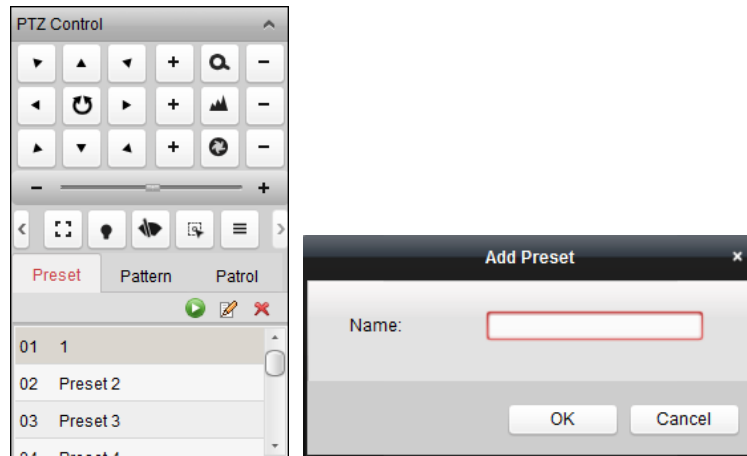 PTZ Control
Preset Pattern Patrol
01 1
02 Preset 2
03 Preset 3
Add Preset ×
Name:
OK Cancel